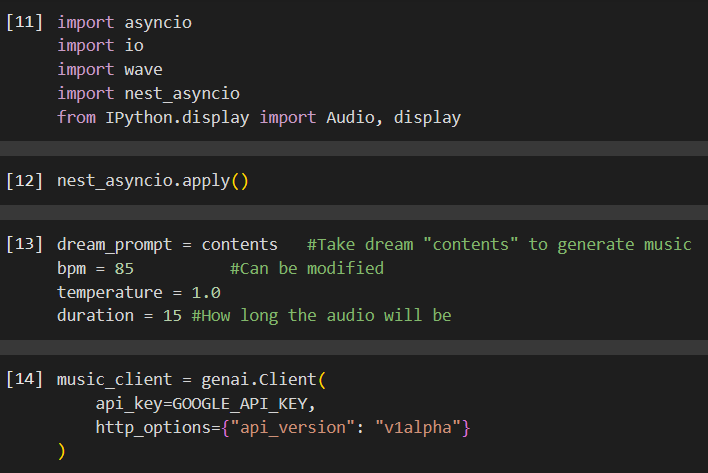 [11] import asyncio
import io
import wave
import nest_asyncio
from IPython.display import Audio, display
[12] nest_asyncio.apply()
[13] dream_prompt = contents   #Take dream "contents" to generate music
bpm = 85          #Can be modified
temperature = 1.0
duration = 15 #How long the audio will be
[14] music_client = genai.Client(
    api_key=GOOGLE_API_KEY,
    http_options={"api_version": "v1alpha"}
)